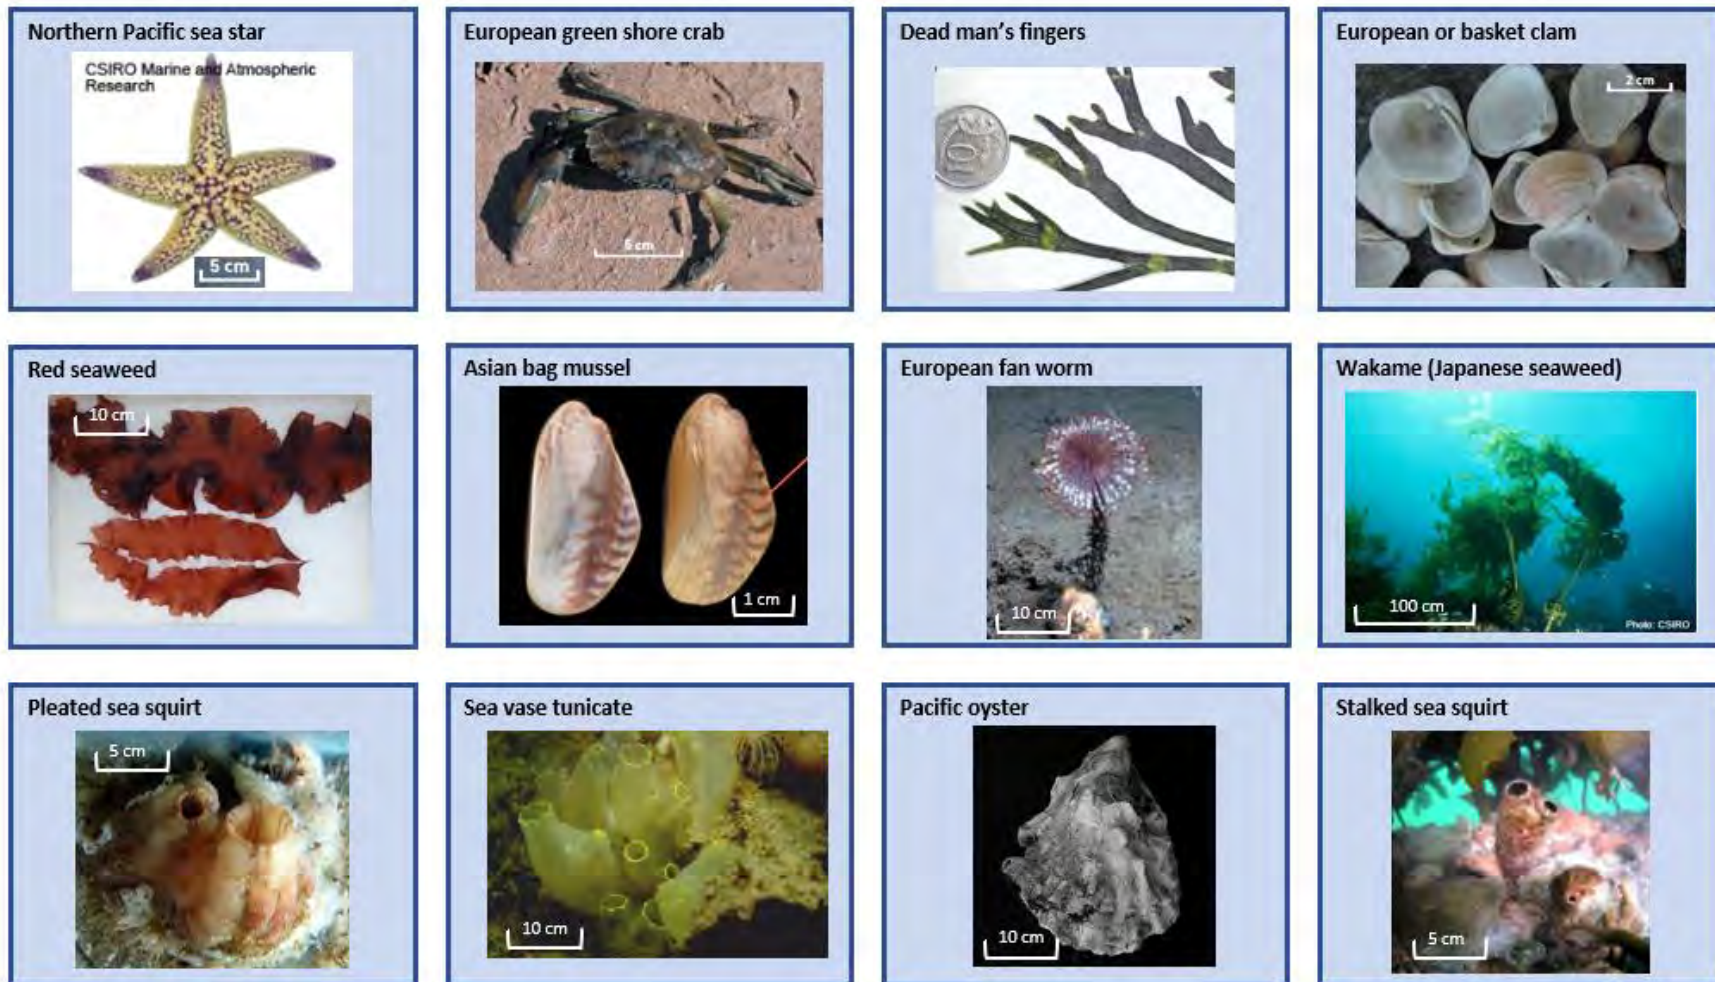 Northern Pacific sea star
CSIRO Marine and Atmospheric
Research
5 cm
European green shore crab
5 cm
Dead man's fingers
10
European or basket clam
2 cm
Red seaweed
10 cm
Asian bag mussel
1 cm
European fan worm
10 cm
Wakame (Japanese seaweed)
100 cm
Photo: CSIRO
Pleated sea squirt
5 cm
Sea vase tunicate
10 cm
Pacific oyster
10 cm
Stalked sea squirt
5 cm